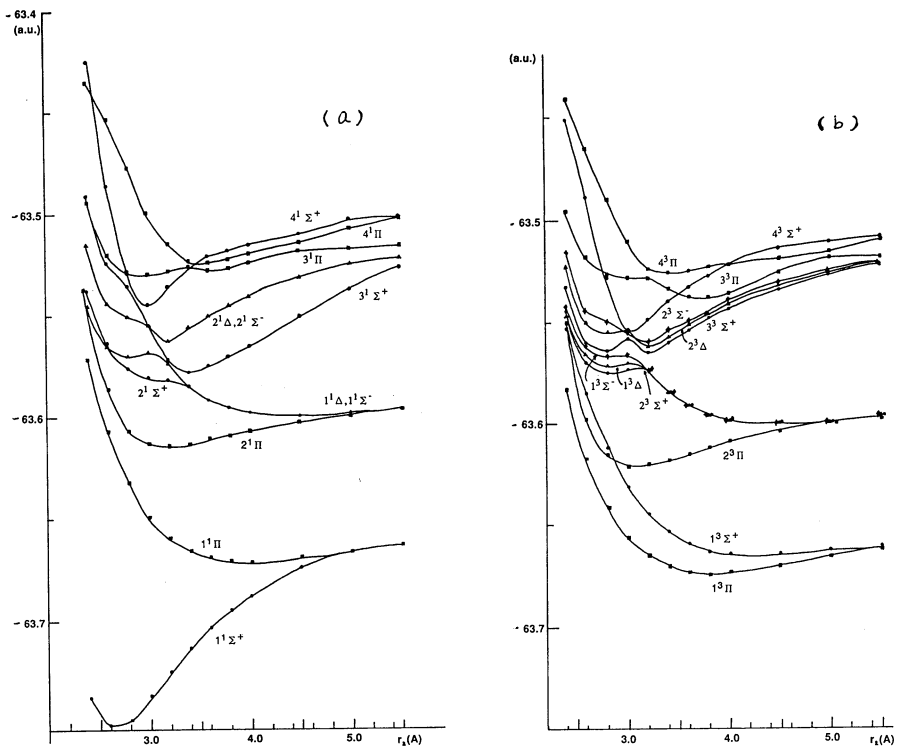 - 63.4
(a.u.)
(a)
- 63.5
4¹Σ⁺
4¹Π
3¹Π
3¹Σ⁺
2¹Δ,2¹Σ⁻
2¹Σ⁺
1¹Δ,1¹Σ⁻
- 63.6
2¹Π
1¹Π
- 63.7
1¹Σ⁺
3.0
4.0
5.0
rₛ(A)
(a.u.)
(b)
- 63.5
4³Π
4³Σ⁺
3³Π
2³Σ⁻
3³Σ⁺
2³Δ
1³Σ⁻
1³Δ
2³Σ⁺
- 63.6
2³Π
1³Σ⁺
1³Π
- 63.7
3.0
4.0
5.0
rₛ(A)